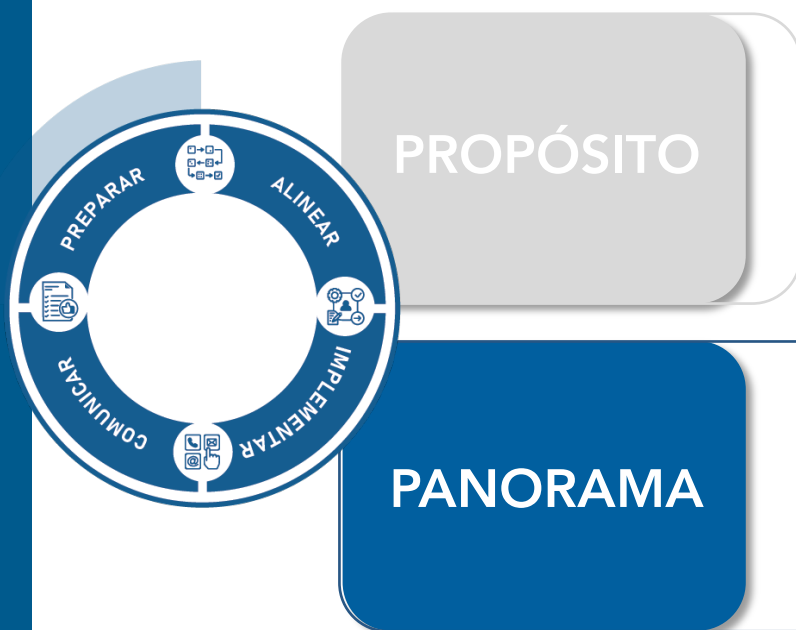 PROPÓSITO
PREPARAR
ALINEAR
IMPLEMENTAR
COMUNICAR
PANORAMA